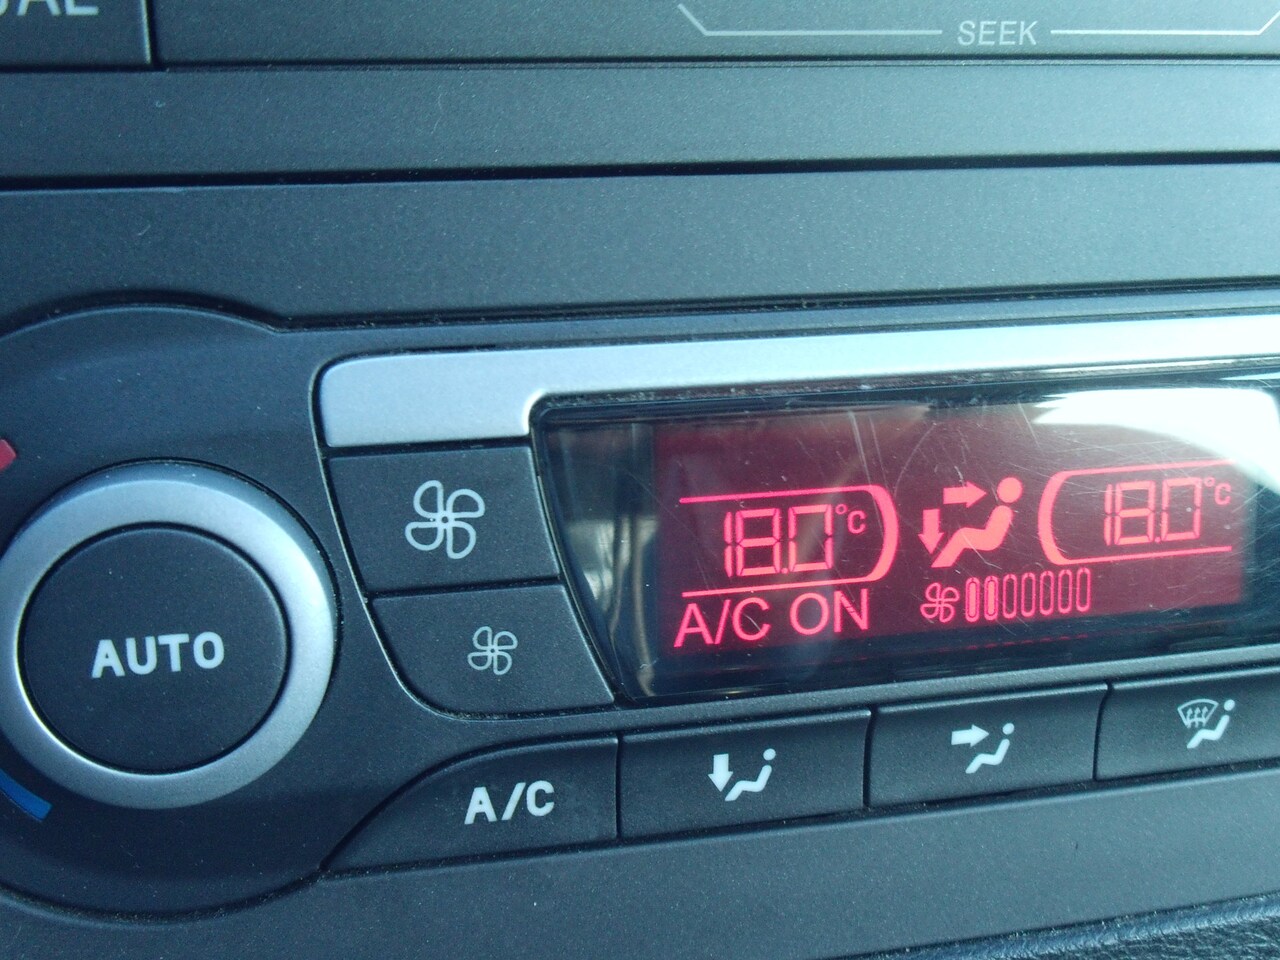 SEEK
18.0°C
18.0°C
A/C ON
AUTO
A/C